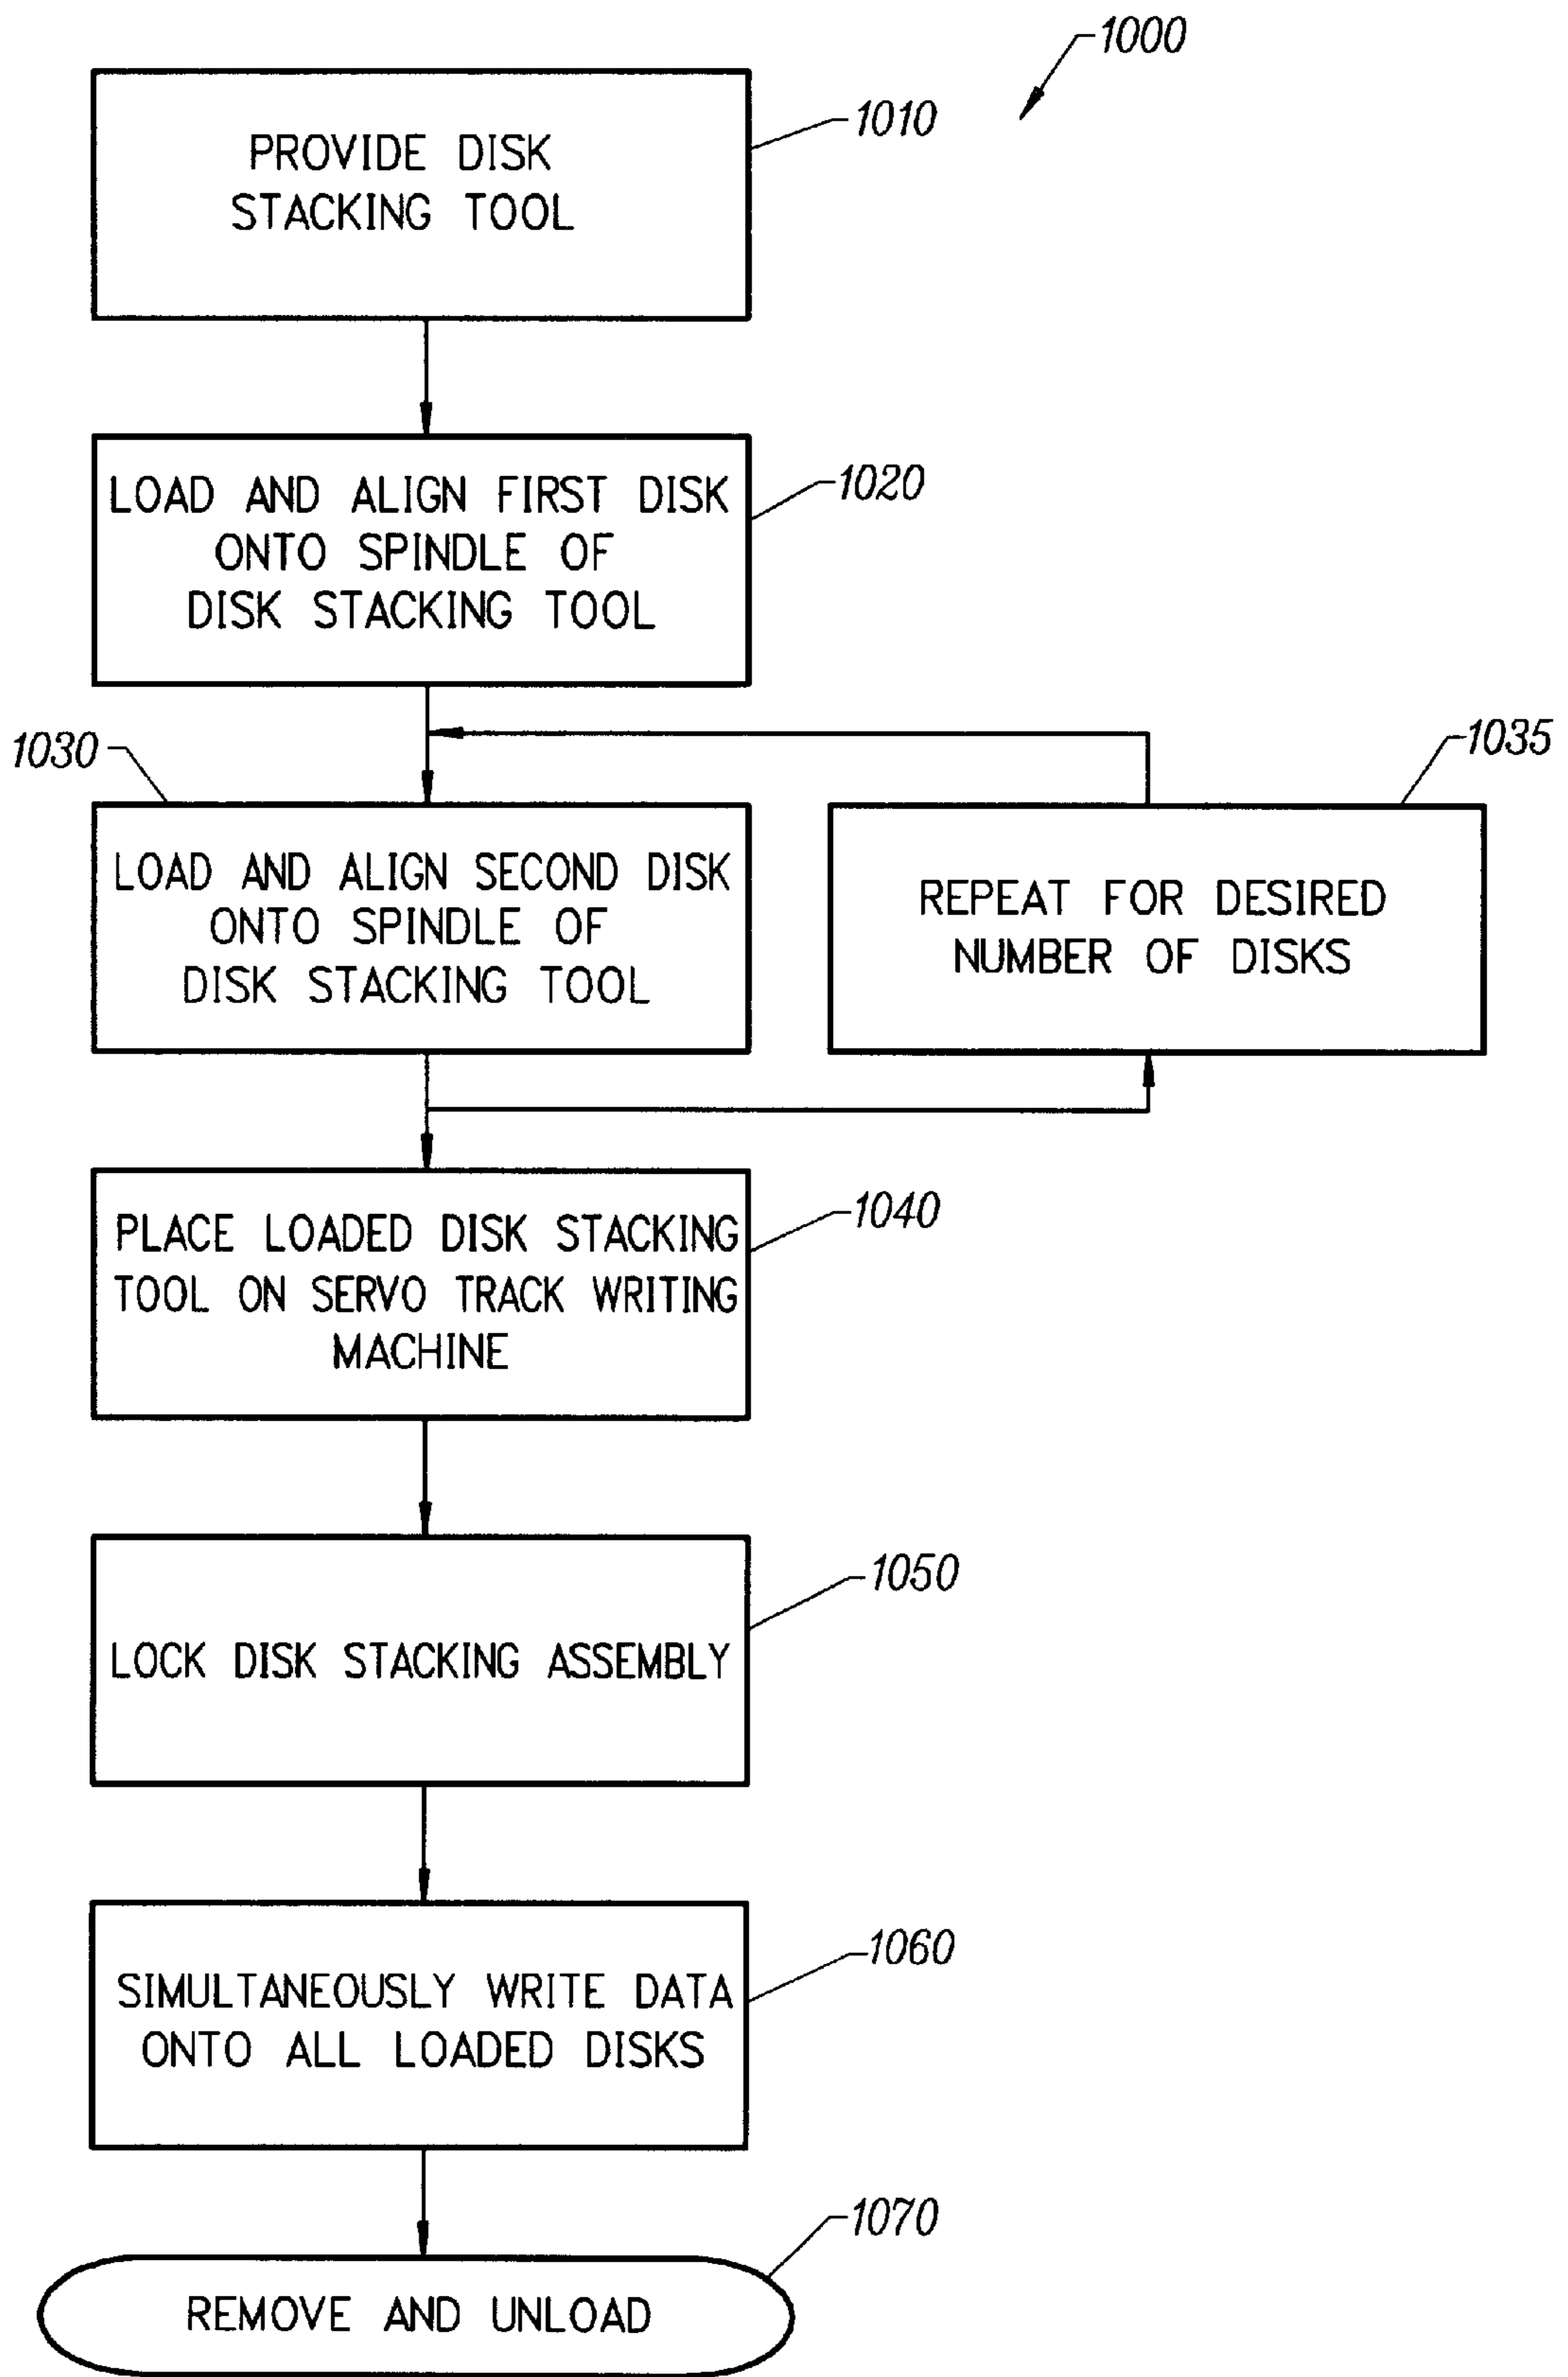 1000
PROVIDE DISK
STACKING TOOL
1010
LOAD AND ALIGN FIRST DISK
ONTO SPINDLE OF
DISK STACKING TOOL
1020
1030
LOAD AND ALIGN SECOND DISK
ONTO SPINDLE OF
DISK STACKING TOOL
1035
REPEAT FOR DESIRED
NUMBER OF DISKS
PLACE LOADED DISK STACKING
TOOL ON SERVO TRACK WRITING
MACHINE
1040
LOCK DISK STACKING ASSEMBLY
1050
SIMULTANEOUSLY WRITE DATA
ONTO ALL LOADED DISKS
1060
REMOVE AND UNLOAD
1070